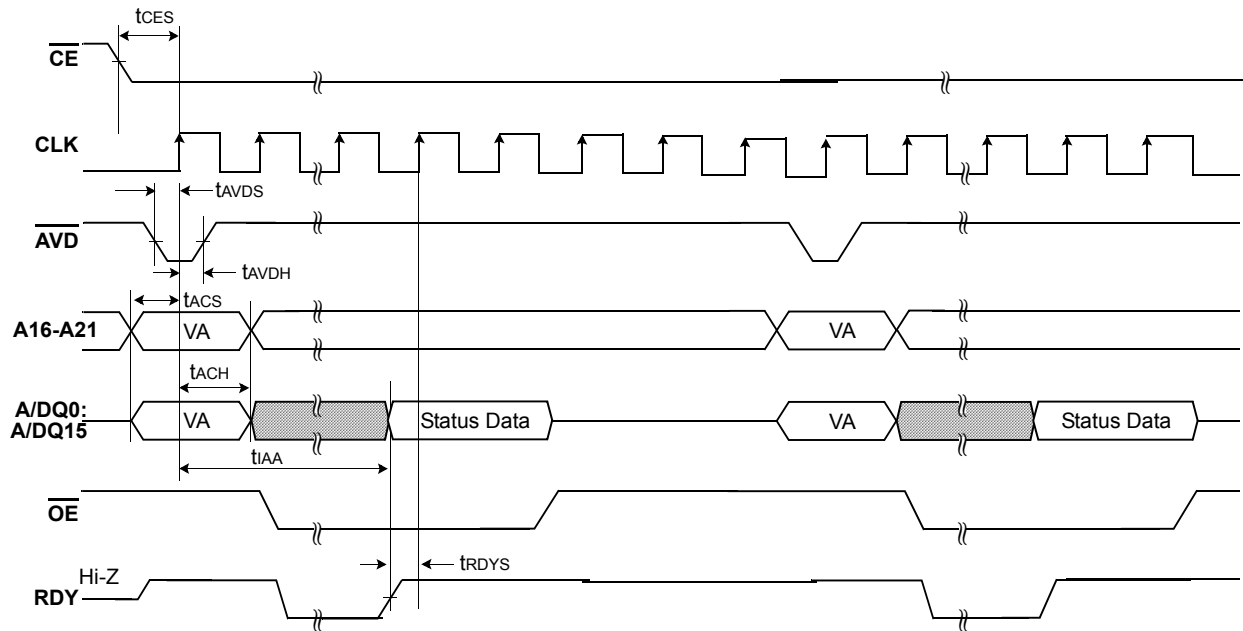 tCES
CE
CLK
tAVDS
AVD
tAVDH
tACS
A16-A21
VA
VA
tACH
A/DQ0:
A/DQ15
VA
Status Data
VA
Status Data
tIAA
OE
tRDYS
Hi-Z
RDY